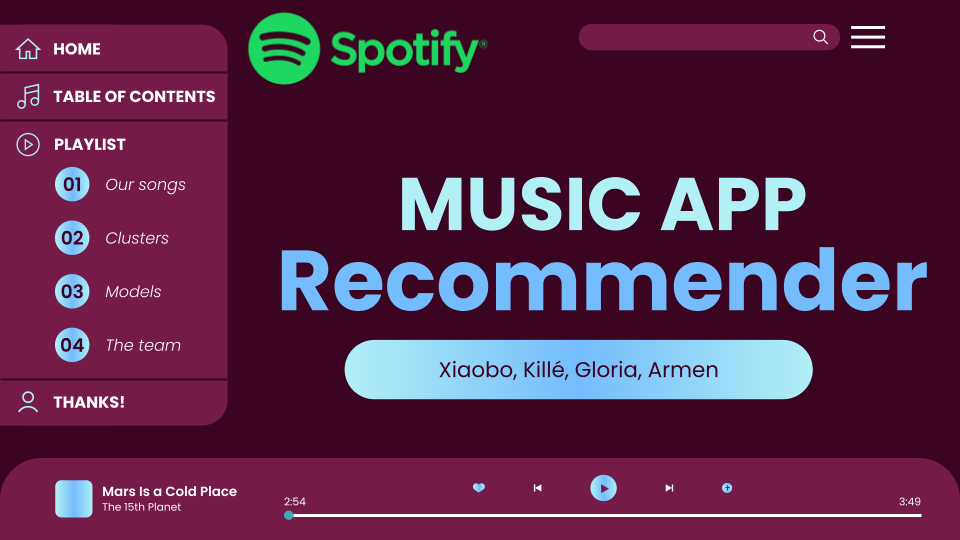 HOME
TABLE OF CONTENTS
PLAYLIST
01 Our songs
02 Clusters
03 Models
04 The team
THANKS!
Spotify®
MUSIC APP
Recommender
Xiaobo, Killé, Gloria, Armen
Mars Is a Cold Place
The 15th Planet
2:54
3:49